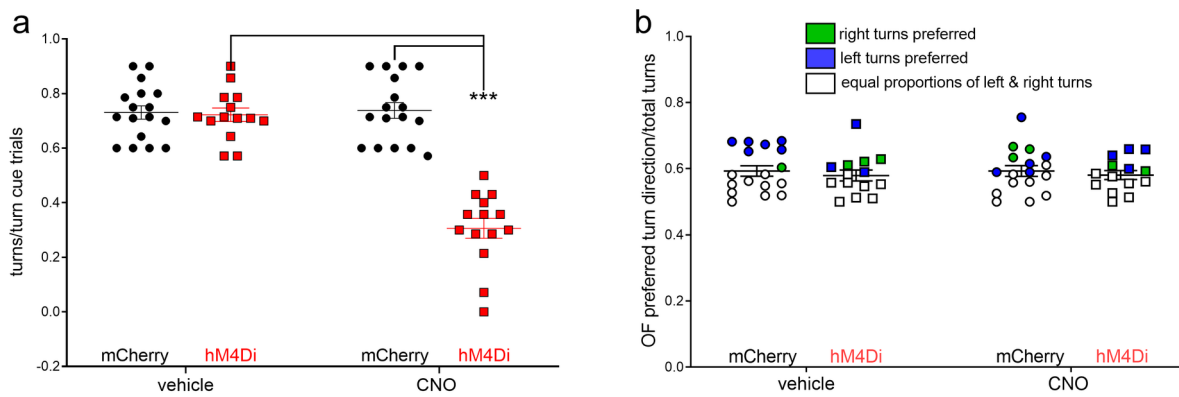 a
turns/turn cue trials
1.0
0.8
0.6
0.4
0.2
0.0
-0.2
***
mCherry hM4Di mCherry hM4Di
vehicle CNO
b
right turns preferred
left turns preferred
equal proportions of left & right turns
OF preferred turn direction/total turns
1.0
0.8
0.6
0.4
0.2
0.0
mCherry hM4Di mCherry hM4Di
vehicle CNO